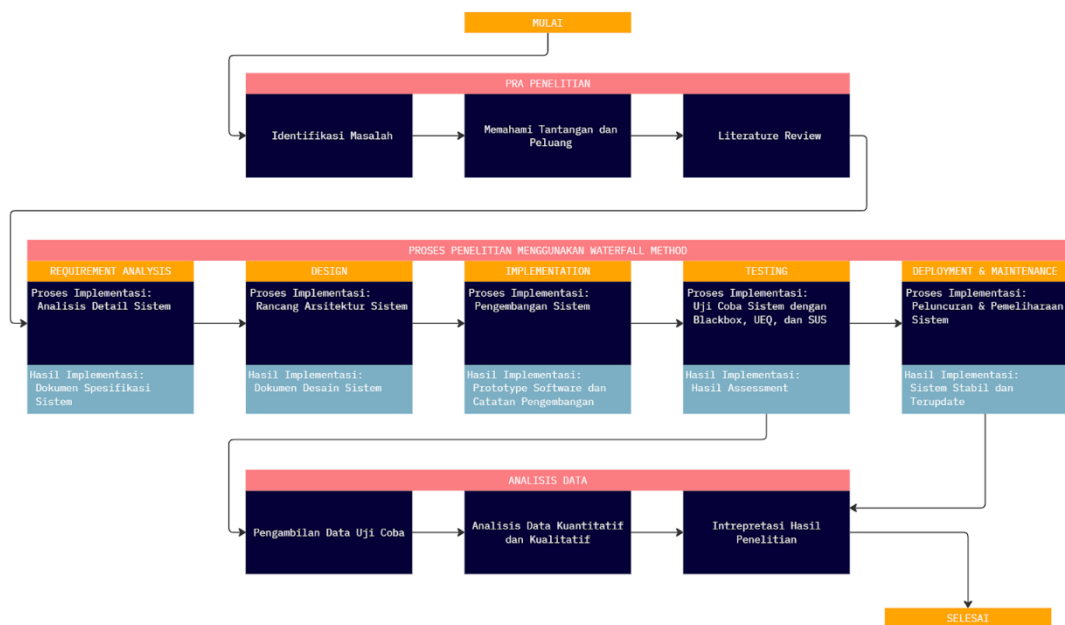 MULAI
PRA PENELITIAN
Identifikasi Masalah
Memahami Tantangan dan
Peluang
Literature Review
PROSES PENELITIAN MENGGUNAKAN WATERFALL METHOD
REQUIREMENT ANALYSIS
Proses Implementasi:
Analisis Detail Sistem
Hasil Implementasi:
Dokumen Spesifikasi
Sistem
DESIGN
Proses Implementasi:
Rancang Arsitektur Sistem
Hasil Implementasi:
Dokumen Desain Sistem
IMPLEMENTATION
Proses Implementasi:
Pengembangan Sistem
Hasil Implementasi:
Prototype Software dan
Catatan Pengembangan
TESTING
Proses Implementasi:
Uji Coba Sistem dengan
Blackbox, UEQ, dan SUS
Hasil Implementasi:
Hasil Assessment
DEPLOYMENT & MAINTENANCE
Proses Implementasi:
Peluncuran & Pemeliharaan
Sistem
Hasil Implementasi:
Sistem Stabil dan
Terupdate
ANALISIS DATA
Pengambilan Data Uji Coba
Analisis Data Kuantitatif
dan Kualitatif
Intrepretasi Hasil
Penelitian
SELESAI